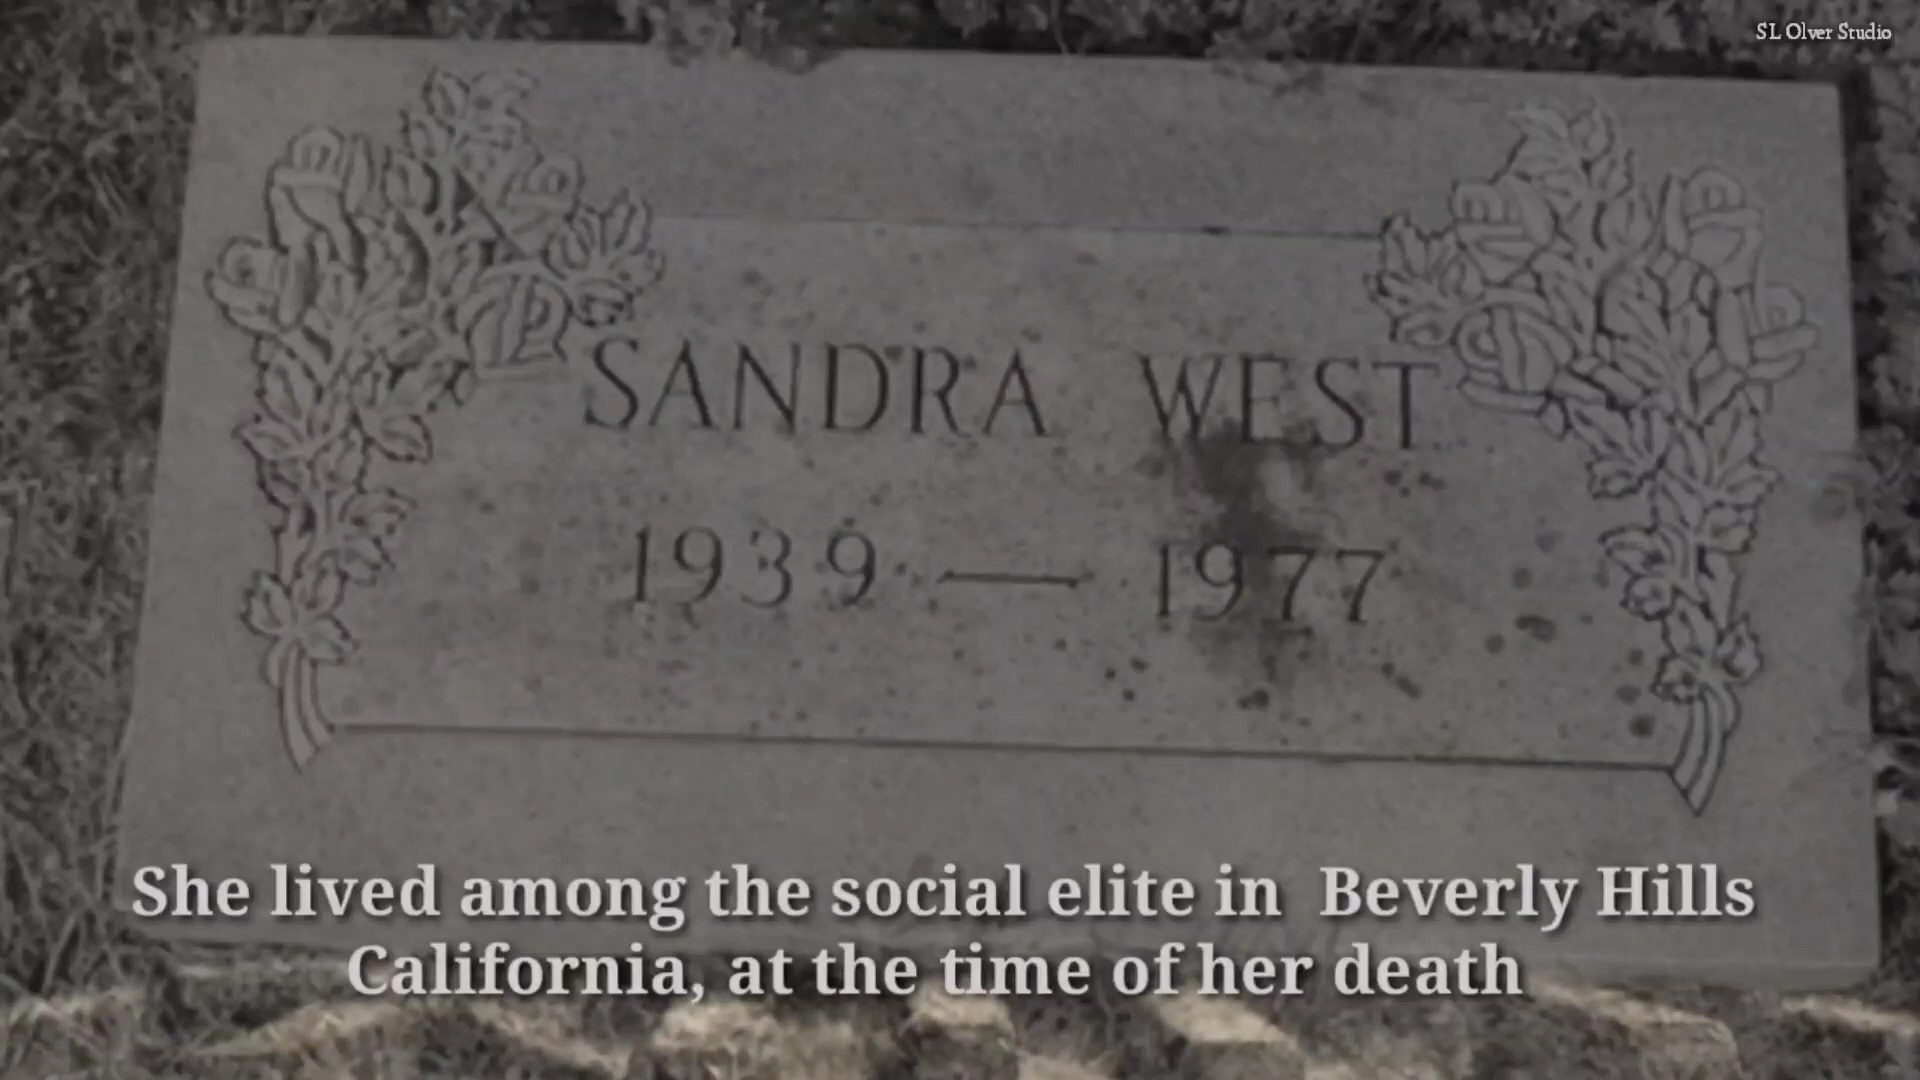 SL Olver Studio
SANDRA WEST
1939 — 1977
She lived among the social elite in Beverly Hills
California, at the time of her death